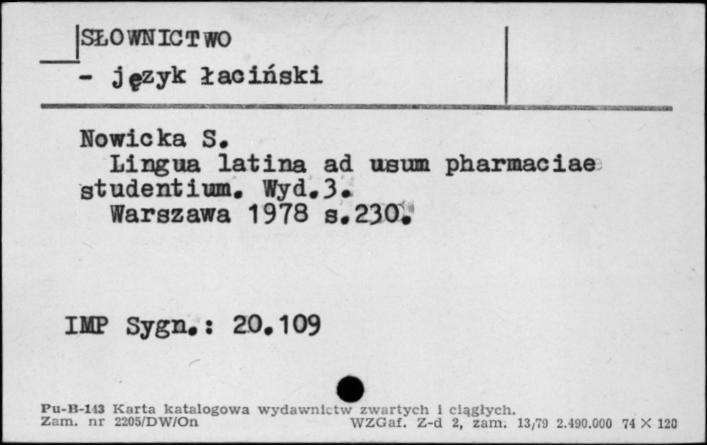 SŁOWNICTWO
- język łaciński
Nowicka S.
Lingua latina ad usum pharmaciae
studentium. Wyd.3.
Warszawa 1978 s.230.
IMP Sygn.: 20.109
Pu-B-143 Karta katalogowa wydawnictw zwartych i ciągłych.
Zam. nr 2205/DW/On WZGaf. Z-d 2, zam. 13/79 2.490.000 74 X 120